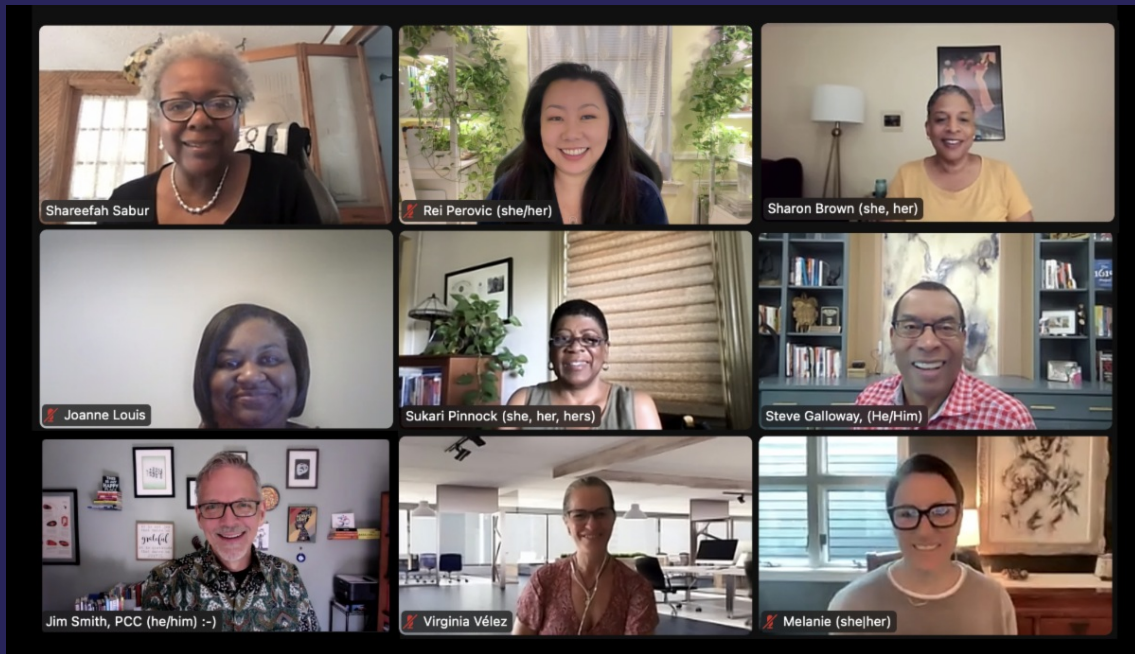 Shareefah Sabur
Rei Perovic (she/her)
Sharon Brown (she, her)
Joanne Louis
Sukari Pinnock (she, her, hers)
1619
Steve Galloway, (He/Him)
grateful
Jim Smith, PCC (he/him) :-)
Virginia Vélez
Melanie (she|her)